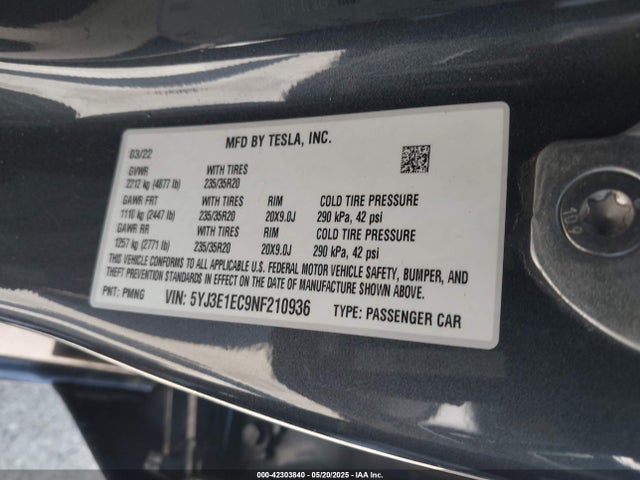 MFD BY TESLA, INC.
03/22
GVWR WITH TIRES
2212 kg (4877 lb) 235/35R20
GAWR FRT WITH TIRES RIM COLD TIRE PRESSURE
1110 kg (2447 lb) 235/35R20 20X9.0J 290 kPa, 42 psi
GAWR RR WITH TIRES RIM COLD TIRE PRESSURE
1257 kg (2771 lb) 235/35R20 20X9.0J 290 kPa, 42 psi
THIS VEHICLE CONFORMS TO ALL APPLICABLE U.S. FEDERAL MOTOR VEHICLE SAFETY, BUMPER, AND
THEFT PREVENTION STANDARDS IN EFFECT ON THE DATE OF MANUFACTURE SHOWN ABOVE.
PNT: PMNG VIN: 5YJ3E1EC9NF210936 TYPE: PASSENGER CAR
10.9
000-42303840 - 05/20/2025 - IAA Corp.